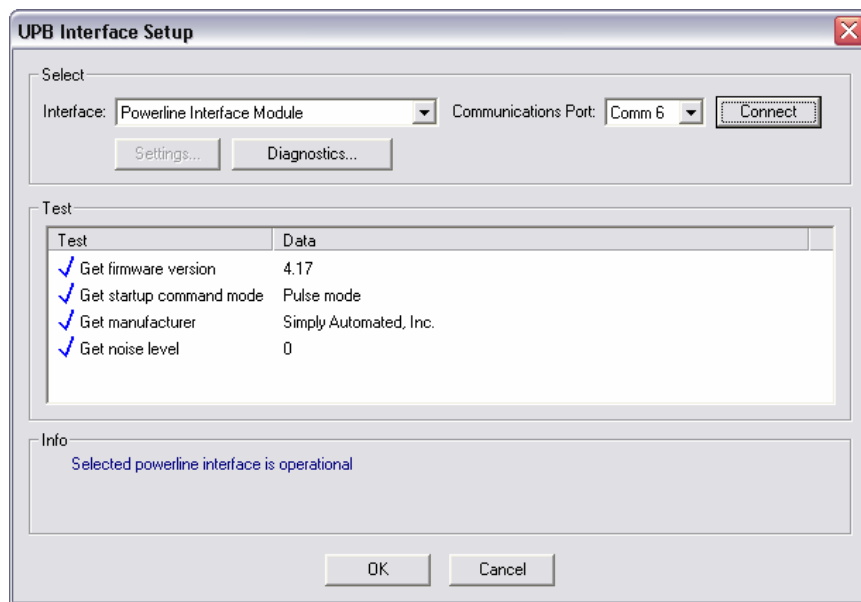 UPB Interface Setup
Select
Interface: Powerline Interface Module Communications Port: Comm 6 Connect
Settings... Diagnostics...
Test
Test Data
Get firmware version 4.17
Get startup command mode Pulse mode
Get manufacturer Simply Automated, Inc.
Get noise level 0
Info
Selected powerline interface is operational
OK Cancel